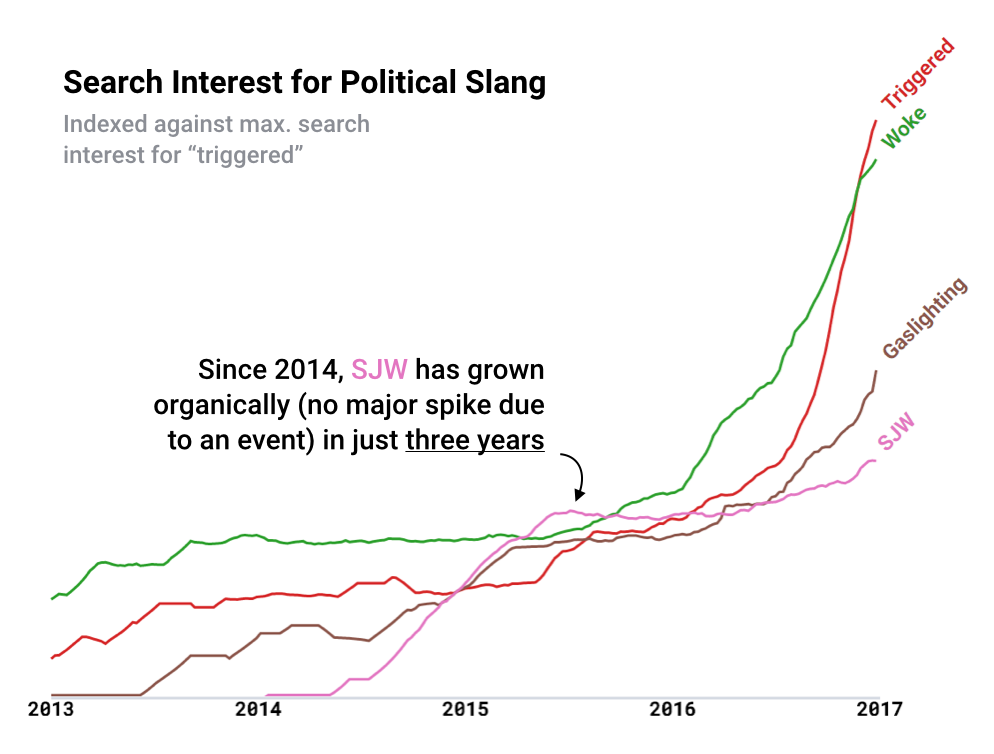 Search Interest for Political Slang
Indexed against max. search
interest for “triggered”
Triggered
Woke
Gaslighting
SJW
Since 2014, SJW has grown
organically (no major spike due
to an event) in just three years
2013 2014 2015 2016 2017